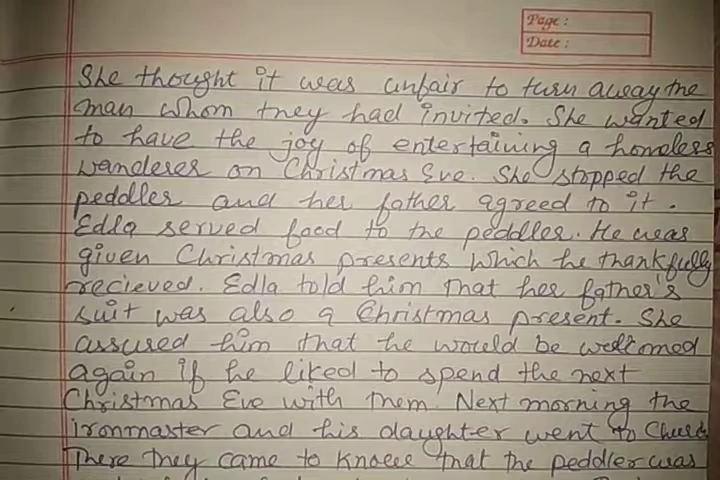 Page :
Date :
She thought it was unfair to turn away the
man whom they had invited. She wanted
to have the joy of entertaining a homeless
wanderer on Christmas Eve. She stopped the
peddler and her father agreed to it.
Edla served food to the peddler. He was
given Christmas presents which he thankfully
recieved. Edla told him that her father's
suit was also a Christmas present. She
assured him that he would be welcomed
again if he liked to spend the next
Christmas Eve with them. Next morning the
ironmaster and his daughter went to Church
There they came to know that the peddler was